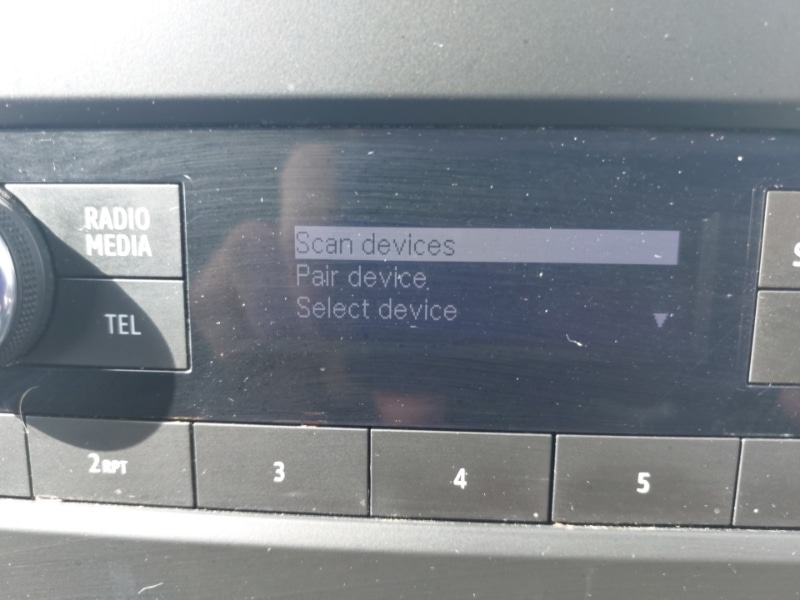 RADIO
MEDIA
TEL
Scan devices
Pair device
Select device
2RPT
3
4
5
S